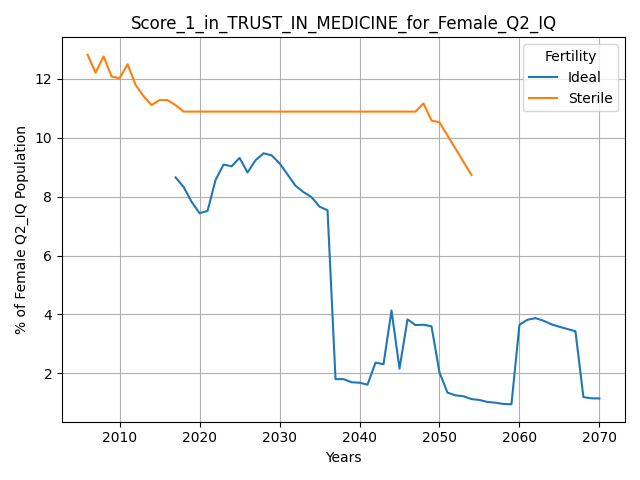 Score_1_in_TRUST_IN_MEDICINE_for_Female_Q2_IQ
Fertility
Ideal
Sterile
% of Female Q2_IQ Population
12
10
8
6
4
2
2010 2020 2030 2040 2050 2060 2070
Years